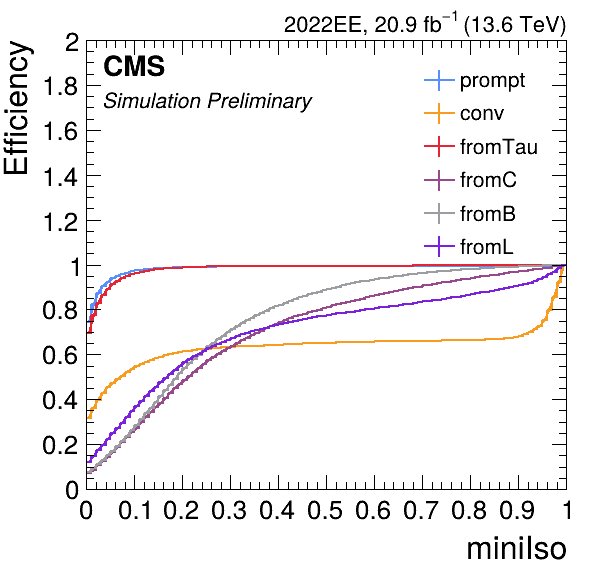 2022EE, 20.9 fb−1 (13.6 TeV)
CMS
Simulation Preliminary
prompt
conv
fromTau
fromC
fromB
fromL
Efficiency
2
1.8
1.6
1.4
1.2
1
0.8
0.6
0.4
0.2
0
0 0.1 0.2 0.3 0.4 0.5 0.6 0.7 0.8 0.9 1
miniIso